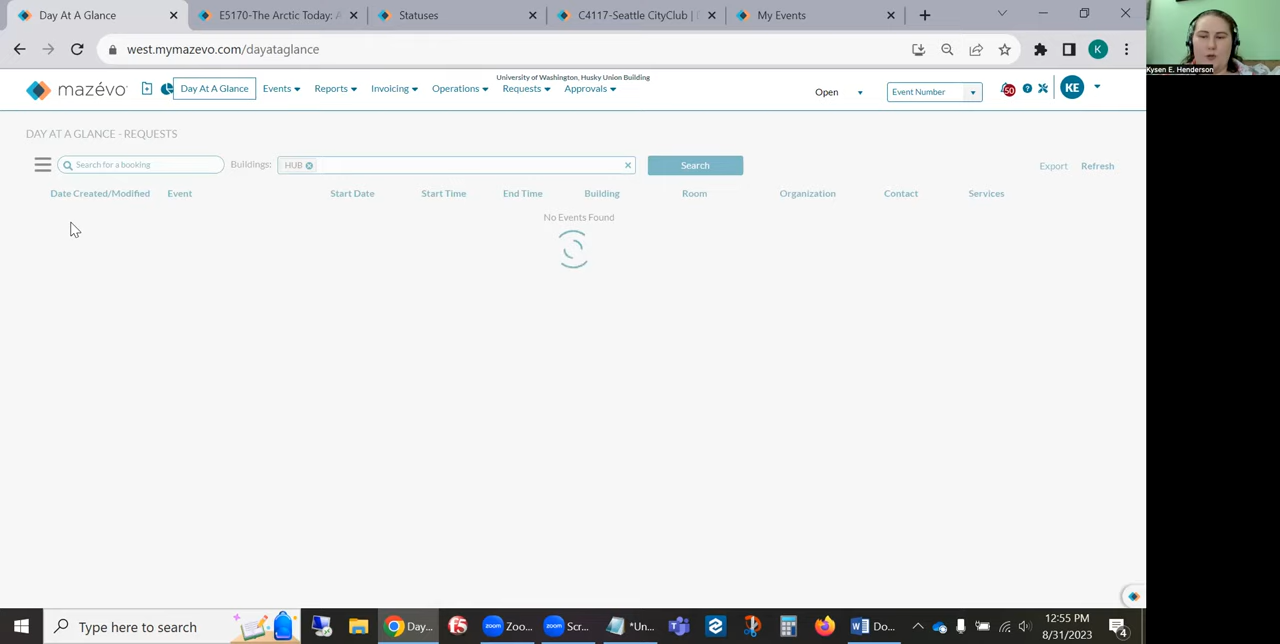 Day At A Glance
E5170-The Arctic Today: A
Statuses
C4117-Seattle CityClub | D
My Events
west.mymazevo.com/dayataglance
K
Kysen E. Henderson
University of Washington, Husky Union Building
mazévo
Day At A Glance
Events
Reports
Invoicing
Operations
Requests
Approvals
Open
Event Number
50
KE
DAY AT A GLANCE - REQUESTS
Search for a booking
Buildings:
HUB
Search
Export
Refresh
Date Created/Modified
Event
Start Date
Start Time
End Time
Building
Room
Organization
Contact
Services
No Events Found
Type here to search
Day...
Zoo...
Scr...
*Un...
Do...
12:55 PM
8/31/2023
4